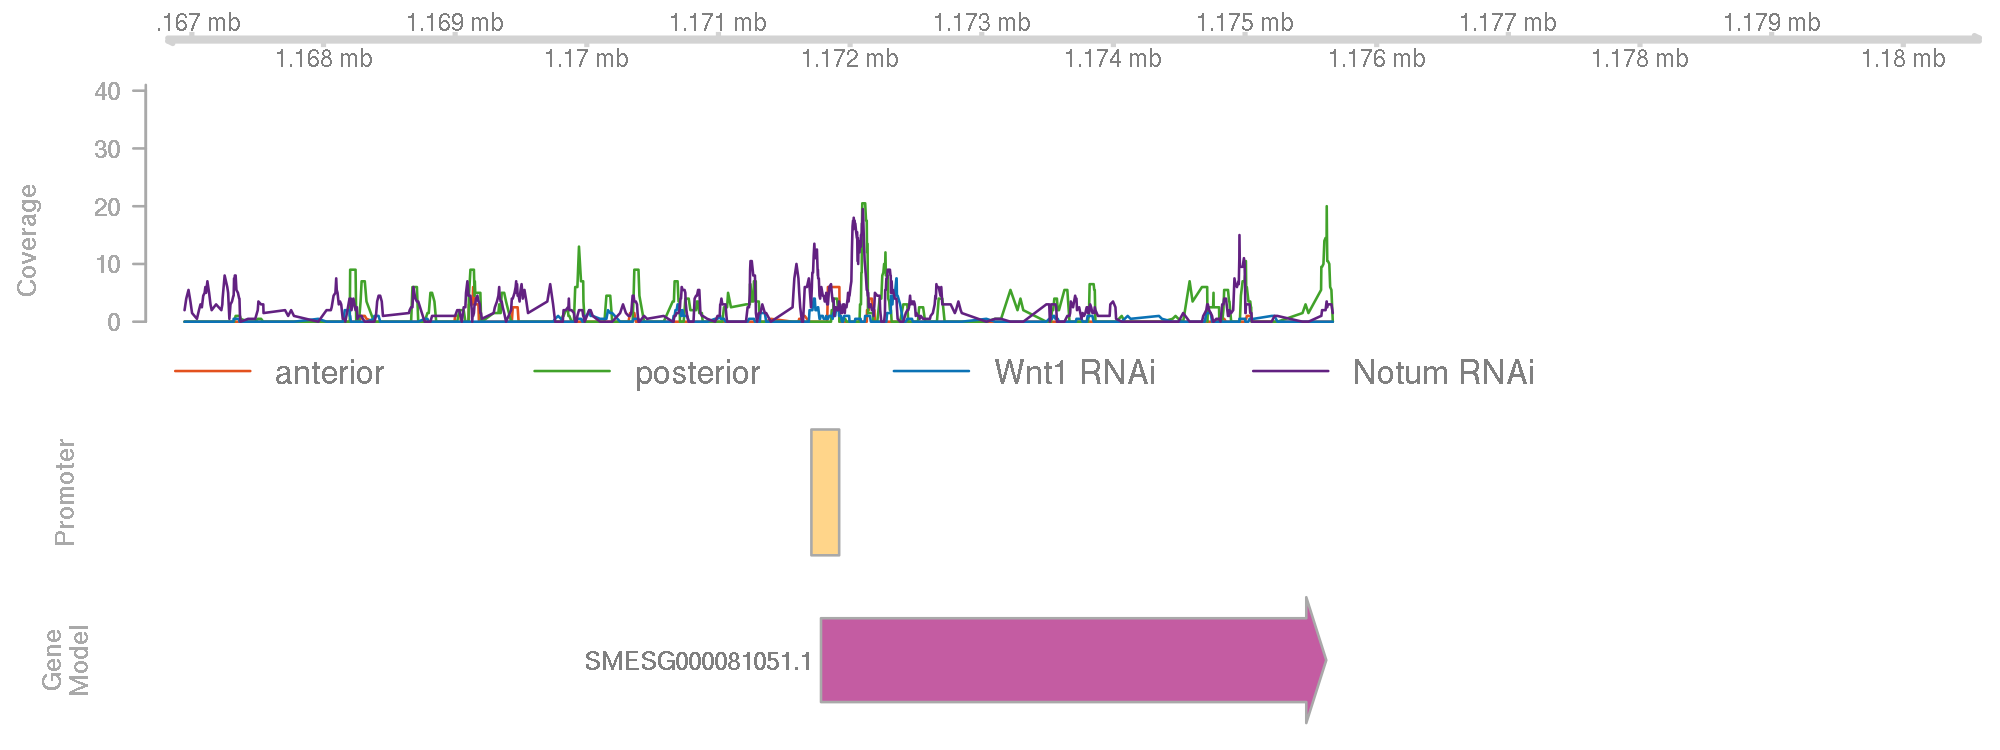 .167 mb 1.169 mb 1.171 mb 1.173 mb 1.175 mb 1.177 mb 1.179 mb
1.168 mb 1.17 mb 1.172 mb 1.174 mb 1.176 mb 1.178 mb 1.18 mb
Coverage
40
30
20
10
0
anterior posterior Wnt1 RNAi Notum RNAi
Promoter
Gene
Model
SMESG000081051.1